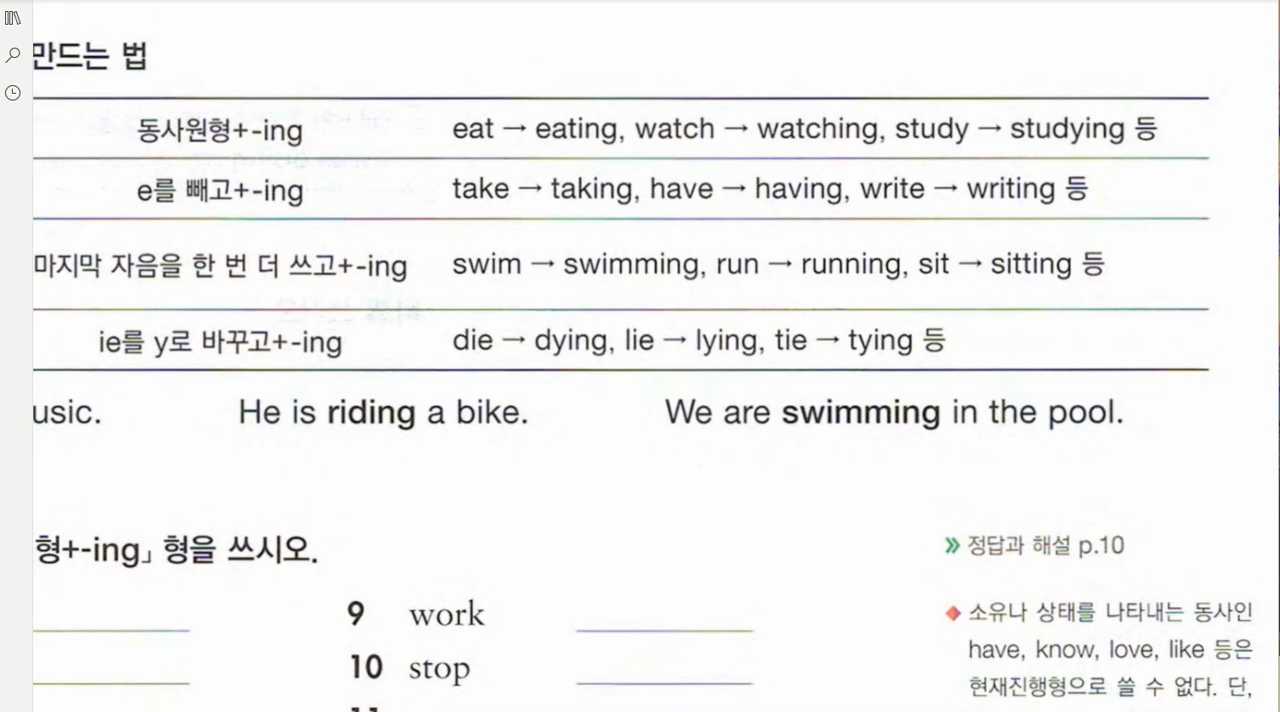 만드는 법
동사원형+-ing eat → eating, watch → watching, study → studying 등
e를 빼고+-ing take → taking, have → having, write → writing 등
마지막 자음을 한 번 더 쓰고+-ing swim → swimming, run → running, sit → sitting 등
ie를 y로 바꾸고+-ing die → dying, lie → lying, tie → tying 등
usic. He is riding a bike. We are swimming in the pool.
형+-ing」 형을 쓰시오.
» 정답과 해설 p.10
9 work
10 stop
◆ 소유나 상태를 나타내는 동사인
have, know, love, like 등은
현재진행형으로 쓸 수 없다. 단,